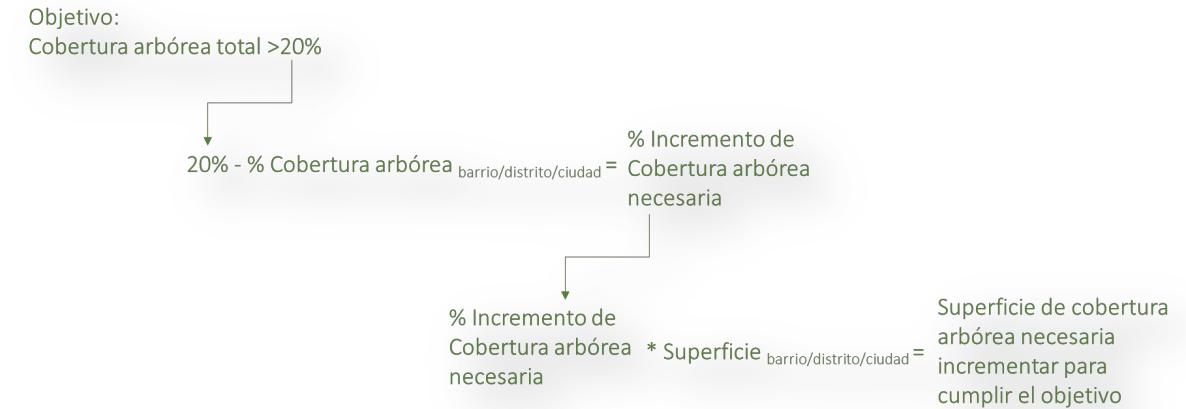 Objetivo:
Cobertura arbórea total >20%
20% - % Cobertura arbórea barrio/distrito/ciudad =
% Incremento de
Cobertura arbórea
necesaria
% Incremento de
Cobertura arbórea
necesaria
* Superficie barrio/distrito/ciudad =
Superficie de cobertura
arbórea necesaria
incrementar para
cumplir el objetivo